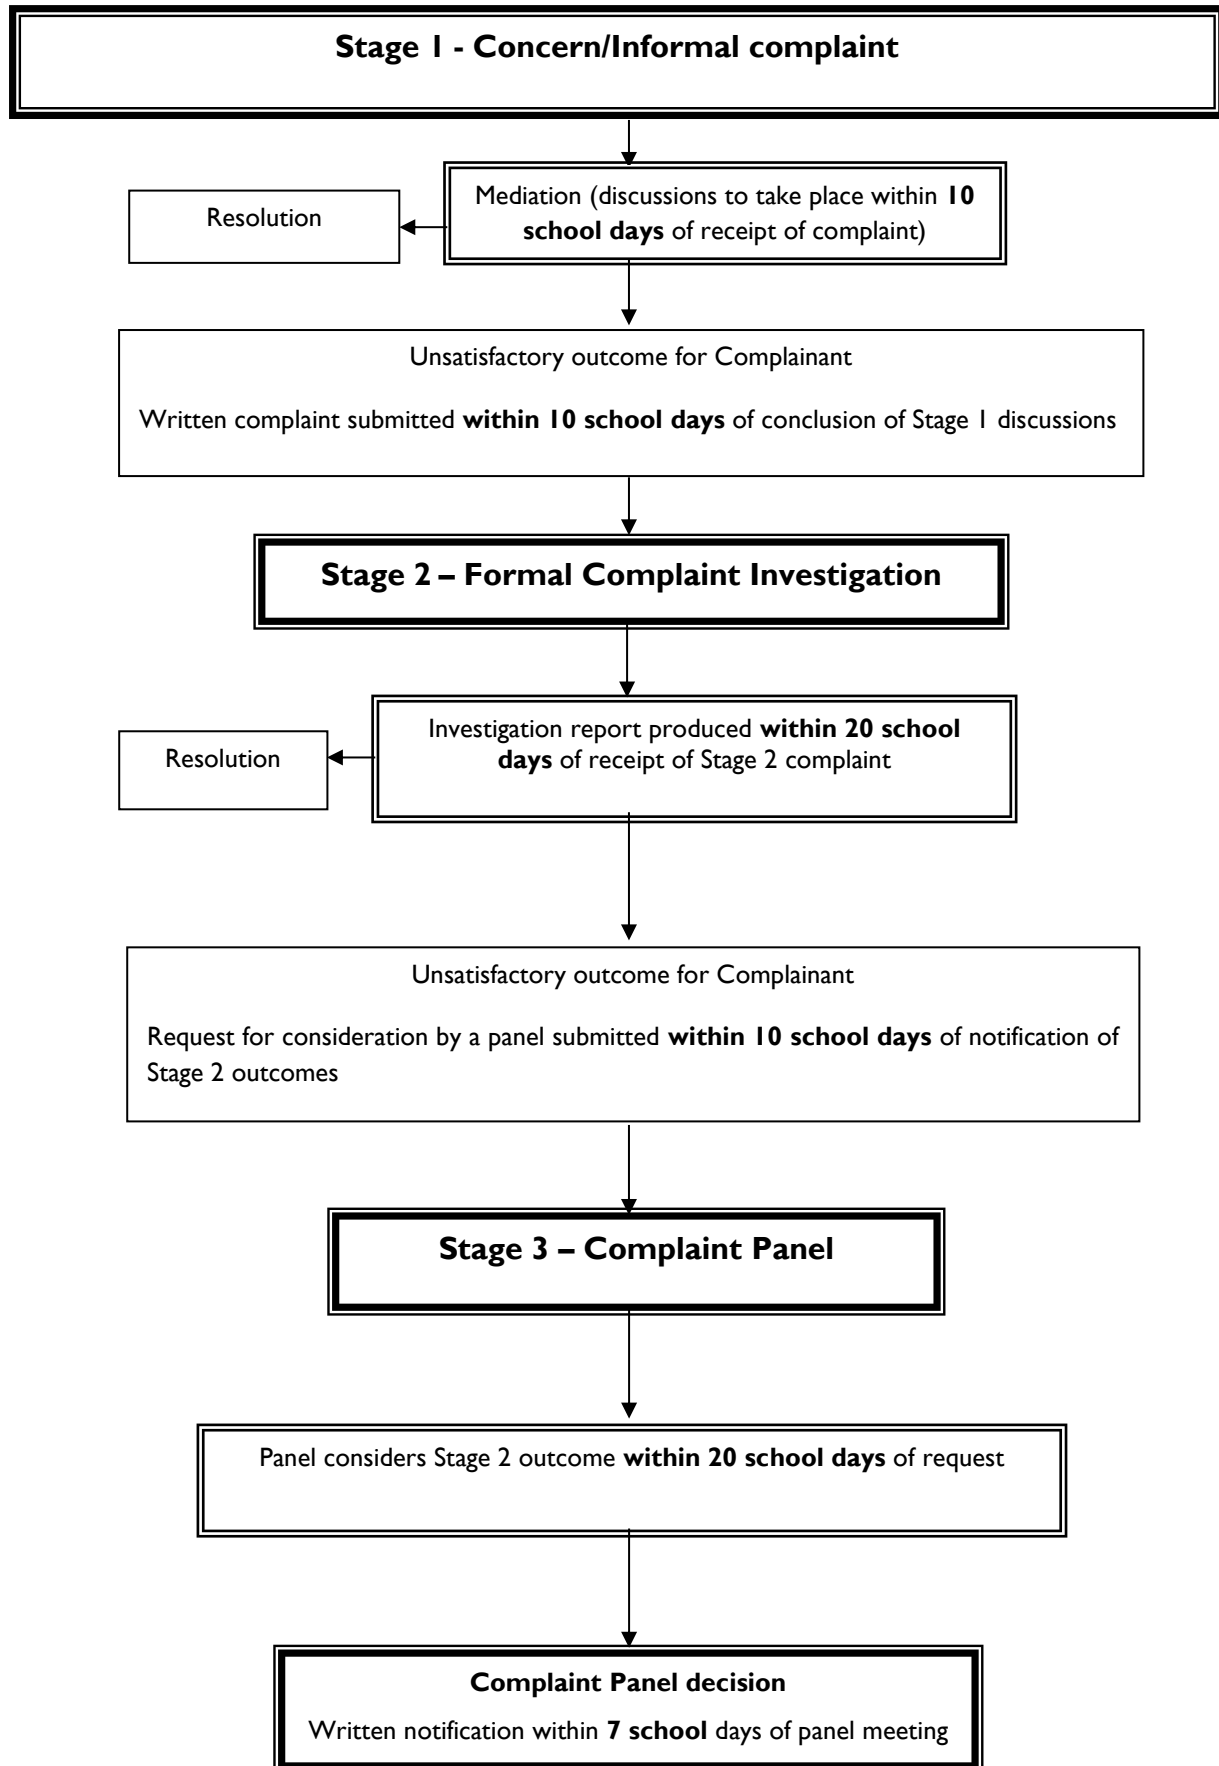 Stage 1 - Concern/Informal complaint
Mediation (discussions to take place within 10
school days of receipt of complaint)
Resolution
Unsatisfactory outcome for Complainant
Written complaint submitted within 10 school days of conclusion of Stage 1 discussions
Stage 2 – Formal Complaint Investigation
Investigation report produced within 20 school
days of receipt of Stage 2 complaint
Resolution
Unsatisfactory outcome for Complainant
Request for consideration by a panel submitted within 10 school days of notification of
Stage 2 outcomes
Stage 3 – Complaint Panel
Panel considers Stage 2 outcome within 20 school days of request
Complaint Panel decision
Written notification within 7 school days of panel meeting